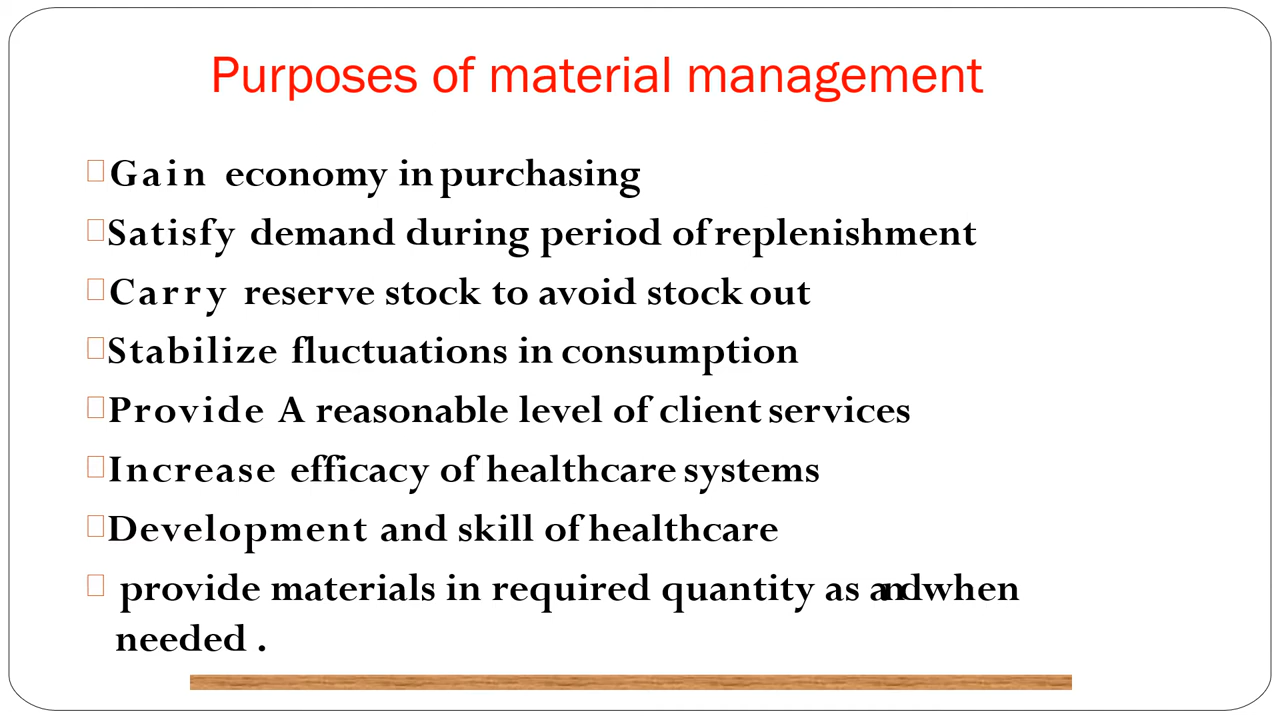 Purposes of material management
Gain economy in purchasing
Satisfy demand during period of replenishment
Carry reserve stock to avoid stock out
Stabilize fluctuations in consumption
Provide A reasonable level of client services
Increase efficacy of healthcare systems
Development and skill of healthcare
provide materials in required quantity as and when
needed .